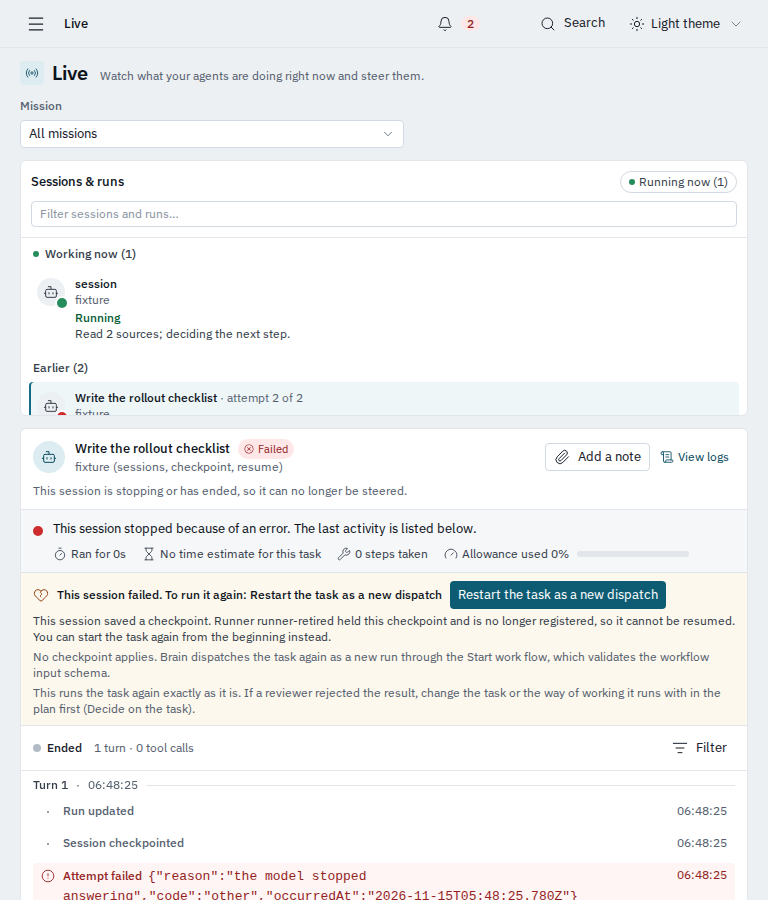 Live
2
Search
Light theme
Live
Watch what your agents are doing right now and steer them.
Mission
All missions
Sessions & runs
Running now (1)
Filter sessions and runs...
Working now (1)
session
fixture
Running
Read 2 sources; deciding the next step.
Earlier (2)
Write the rollout checklist · attempt 2 of 2
fixture
Write the rollout checklist
Failed
fixture (sessions, checkpoint, resume)
Add a note
View logs
This session is stopping or has ended, so it can no longer be steered.
This session stopped because of an error. The last activity is listed below.
Ran for 0s
No time estimate for this task
0 steps taken
Allowance used 0%
This session failed. To run it again: Restart the task as a new dispatch
Restart the task as a new dispatch
This session saved a checkpoint. Runner runner-retired held this checkpoint and is no longer registered, so it cannot be resumed.
You can start the task again from the beginning instead.
No checkpoint applies. Brain dispatches the task again as a new run through the Start work flow, which validates the workflow
input schema.
This runs the task again exactly as it is. If a reviewer rejected the result, change the task or the way of working it runs with in the
plan first (Decide on the task).
Ended
1 turn · 0 tool calls
Filter
Turn 1 · 06:48:25
· Run updated
06:48:25
· Session checkpointed
06:48:25
Attempt failed {"reason":"the model stopped
06:48:25
answering","code":"other","occurredAt":"2026-11-15T05:48:25.780Z"}